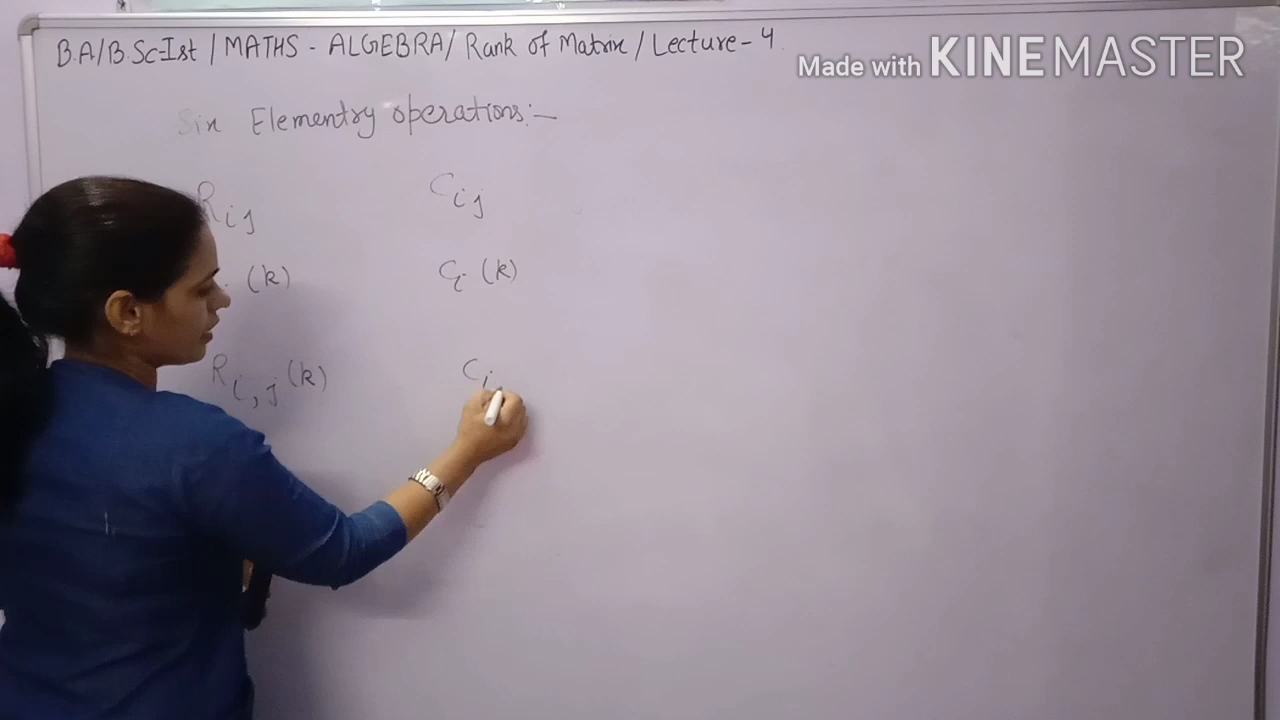 B.A/B.Sc-Ist / MATHS - ALGEBRA / Rank of Matrix / Lecture - 4
Made with KINEMASTER
Six Elementry operations:-
Rij Cij
(k) Ci (k)
Ri,j (k) Ci